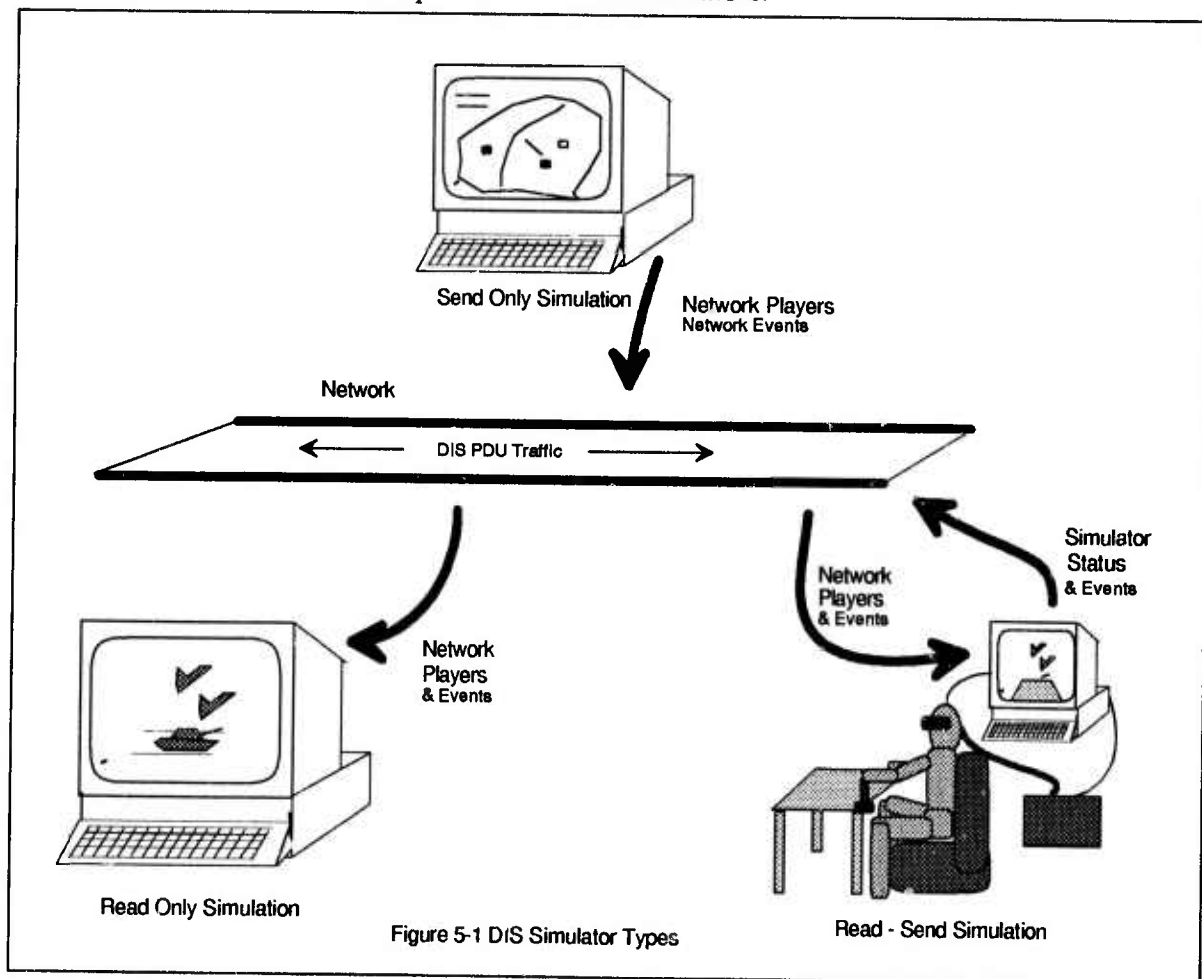 Send Only Simulation
Network Players
Network Events
Network
DIS PDU Traffic
Simulator
Status
& Events
Network
Players
& Events
Network
Players
& Events
Read Only Simulation
Figure 5-1 DIS Simulator Types
Read - Send Simulation